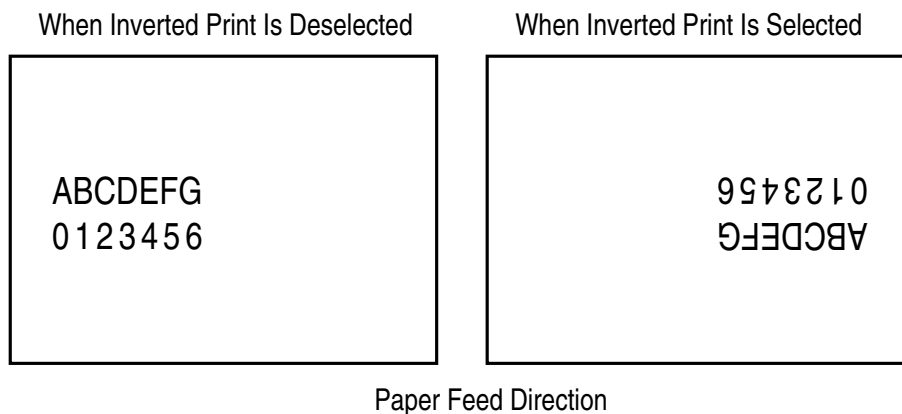 When Inverted Print Is Deselected
When Inverted Print Is Selected
ABCDEFG
0123456
ABCDEFG
0123456
Paper Feed Direction